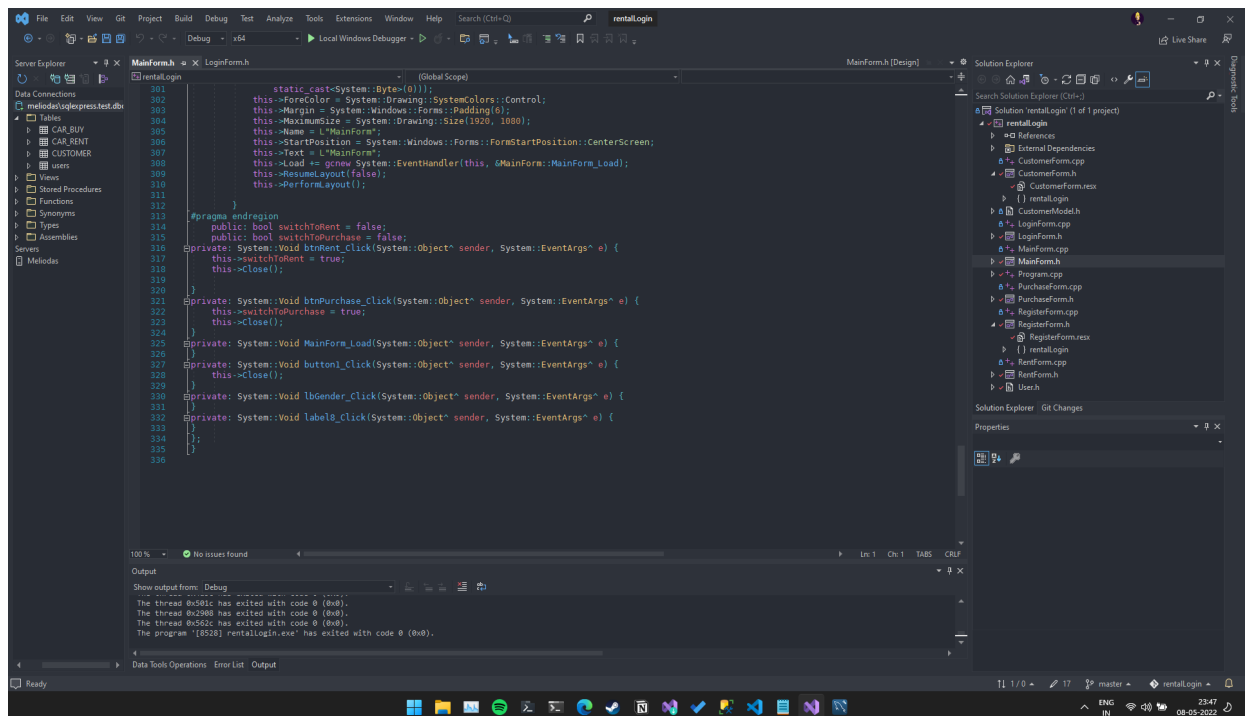 File Edit View Git Project Build Debug Test Analyze Tools Extensions Window Help Search (Ctrl+Q) rentalLogin
Debug x64 Local Windows Debugger Live Share
Server Explorer
Data Connections
meliodas\sqlexpress.test.dbo
Tables
CAR_BUY
CAR_RENT
CUSTOMER
users
Views
Stored Procedures
Functions
Synonyms
Types
Assemblies
Servers
Meliodas
MainForm.h LoginForm.h MainForm.h [Design]
rentalLogin (Global Scope)
301 static_cast<System::Byte>(0)));
302 this->ForeColor = System::Drawing::SystemColors::Control;
303 this->Margin = System::Windows::Forms::Padding(6);
304 this->MaximumSize = System::Drawing::Size(1920, 1080);
305 this->Name = L"MainForm";
306 this->StartPosition = System::Windows::Forms::FormStartPosition::CenterScreen;
307 this->Text = L"MainForm";
308 this->Load += gcnew System::EventHandler(this, &MainForm::MainForm_Load);
309 this->ResumeLayout(false);
310 this->PerformLayout();
311
312 }
313 #pragma endregion
314 public: bool switchToRent = false;
315 public: bool switchToPurchase = false;
316 private: System::Void btnRent_Click(System::Object^ sender, System::EventArgs^ e) {
317 this->switchToRent = true;
318 this->Close();
319
320 }
321 private: System::Void btnPurchase_Click(System::Object^ sender, System::EventArgs^ e) {
322 this->switchToPurchase = true;
323 this->Close();
324 }
325 private: System::Void MainForm_Load(System::Object^ sender, System::EventArgs^ e) {
326 }
327 private: System::Void button1_Click(System::Object^ sender, System::EventArgs^ e) {
328 this->Close();
329 }
330 private: System::Void lbGender_Click(System::Object^ sender, System::EventArgs^ e) {
331 }
332 private: System::Void label8_Click(System::Object^ sender, System::EventArgs^ e) {
333 }
334 };
335 }
336
100 % No issues found Ln: 1 Ch: 1 TABS CRLF
Output
Show output from: Debug
The thread 0x501c has exited with code 0 (0x0).
The thread 0x2908 has exited with code 0 (0x0).
The thread 0x562c has exited with code 0 (0x0).
The program '[8528] rentalLogin.exe' has exited with code 0 (0x0).
Data Tools Operations Error List Output
Solution Explorer
Search Solution Explorer (Ctrl+;)
Solution 'rentalLogin' (1 of 1 project)
rentalLogin
References
External Dependencies
CustomerForm.cpp
CustomerForm.h
CustomerForm.resx
{ } rentalLogin
CustomerModel.h
LoginForm.cpp
LoginForm.h
MainForm.cpp
MainForm.h
Program.cpp
PurchaseForm.cpp
PurchaseForm.h
RegisterForm.cpp
RegisterForm.h
RegisterForm.resx
{ } rentalLogin
RentForm.cpp
RentForm.h
User.h
Solution Explorer Git Changes
Properties
Diagnostic Tools
Ready 1 / 0 17 master rentalLogin
ENG
IN
23:47
08-05-2022